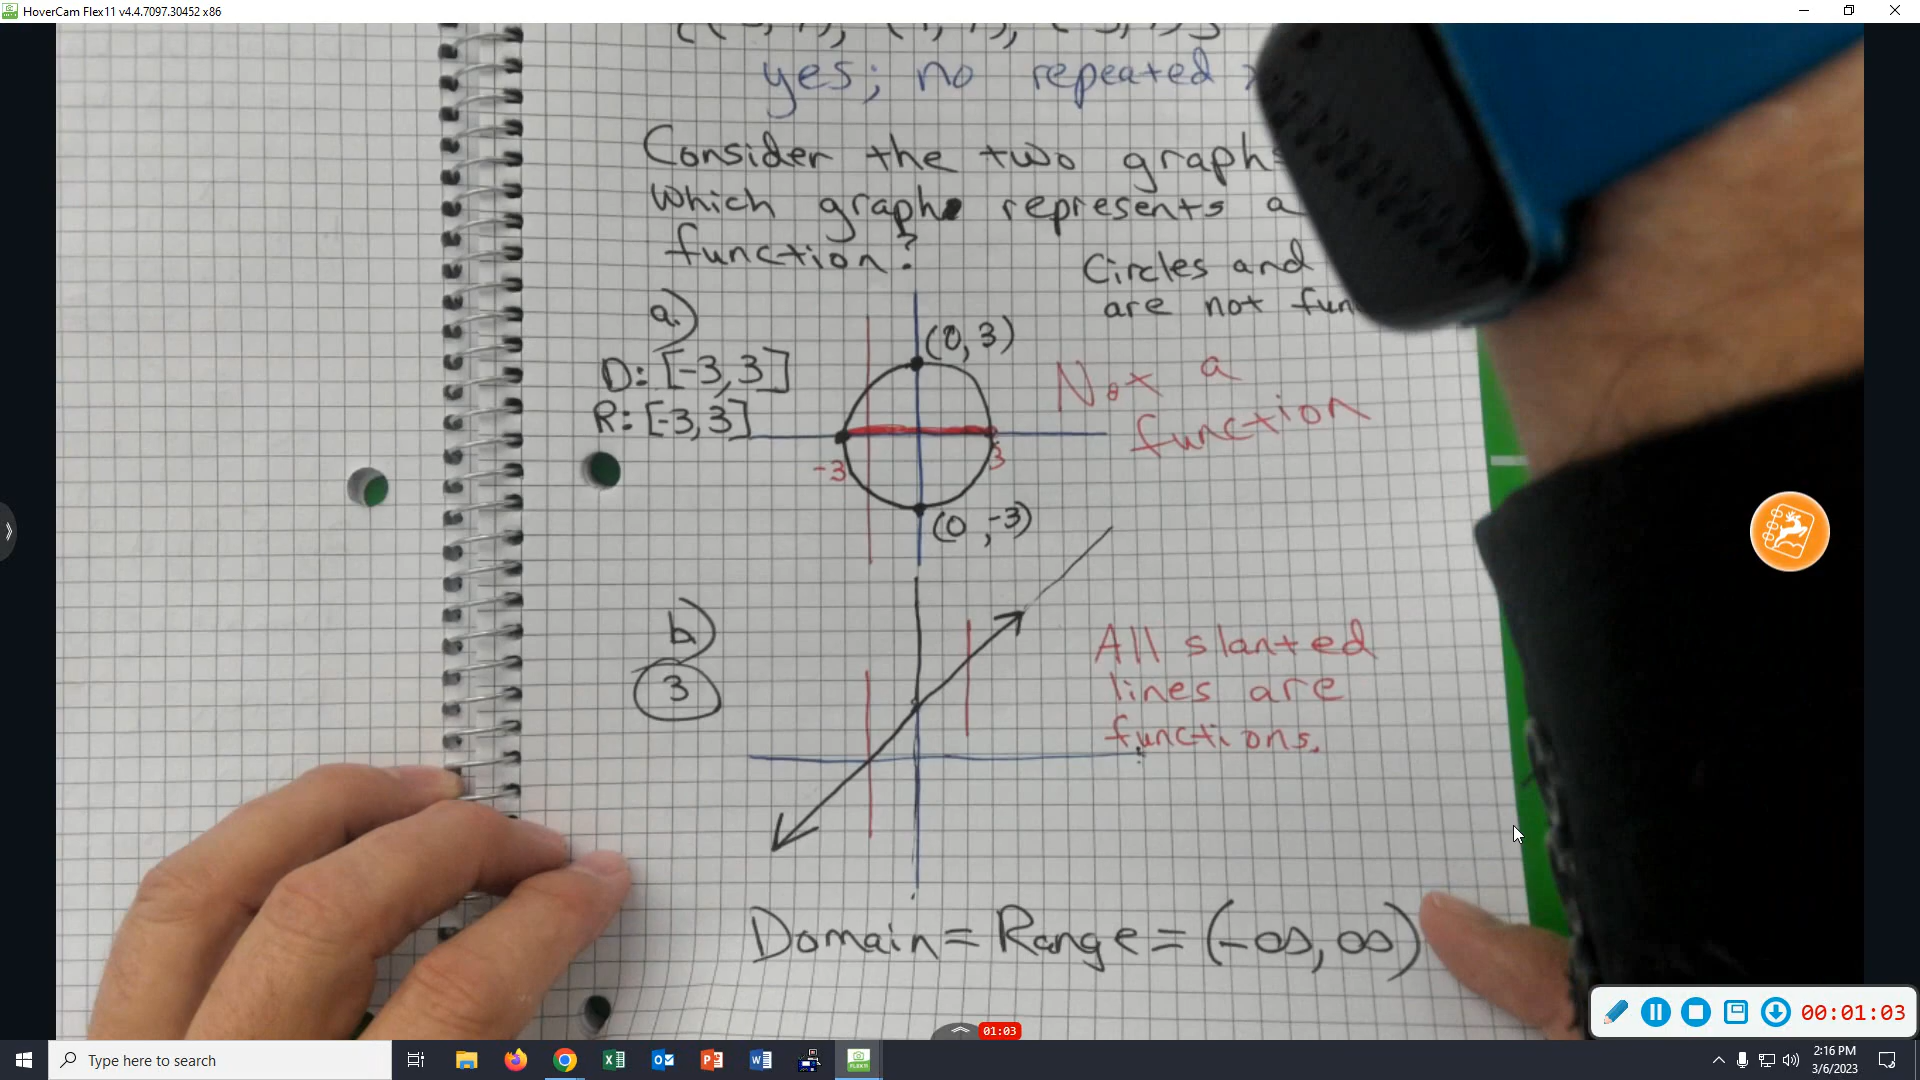 HoverCam Flex11 v4.4.7097.30452 x86
yes; no repeated
Consider the two graphs
Which graph represents a
function?
Circles and
are not fun
a)
D: [-3,3]
R: [-3,3]
(0,3)
Not a
function
-3
3
(0,-3)
b)
3
All slanted
lines are
functions.
Domain = Range = (-∞,∞)
00:01:03
01:03
Type here to search
2:16 PM
3/6/2023